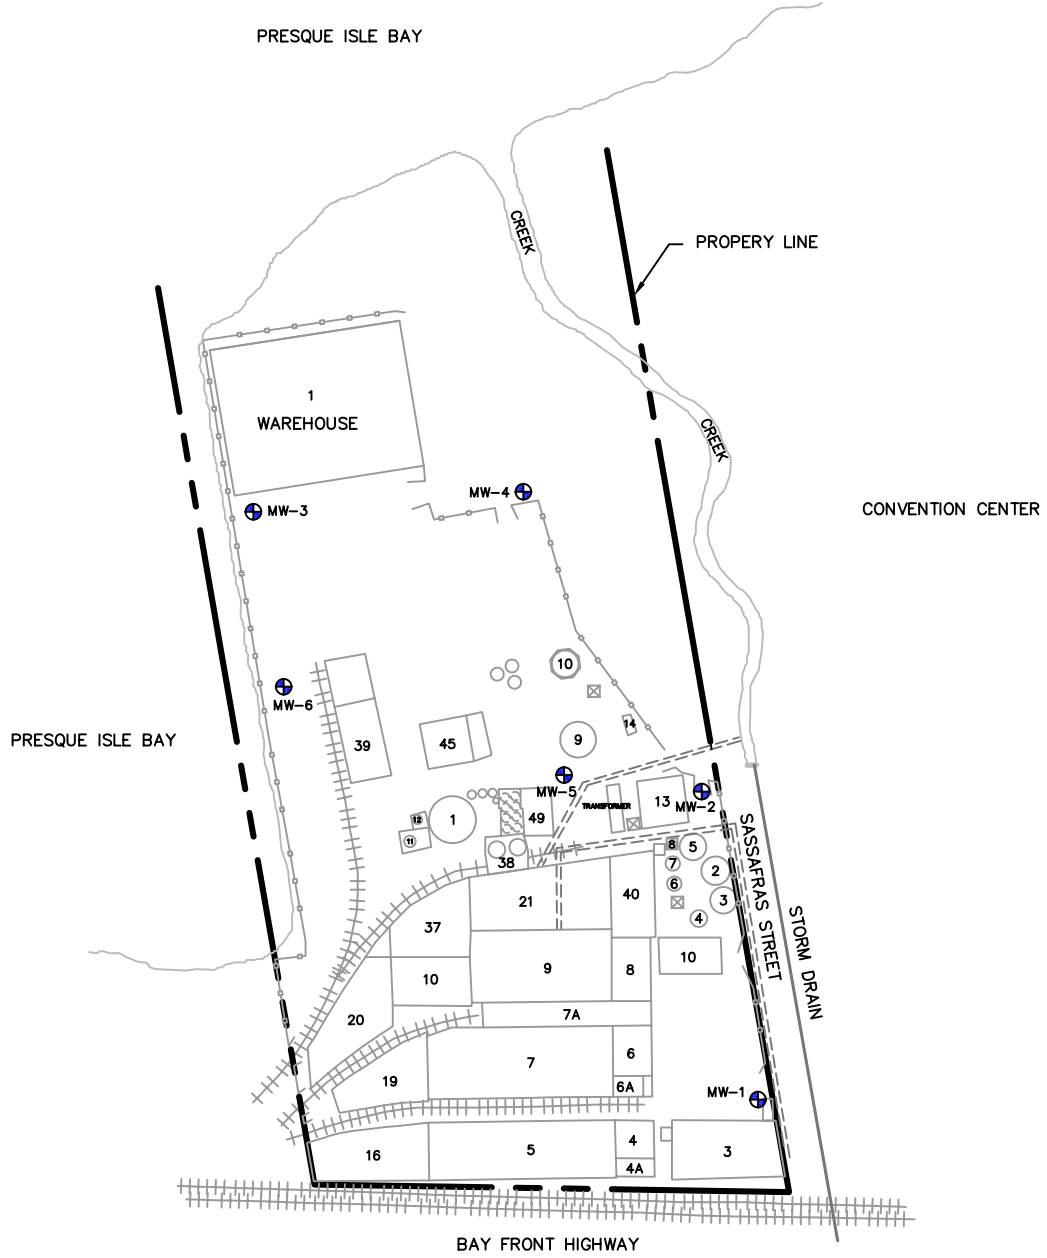 PRESQUE ISLE BAY
CREEK
PROPERY LINE
1
WAREHOUSE
CREEK
MW-4
MW-3
CONVENTION CENTER
10
MW-6
14
PRESQUE ISLE BAY
39
45
9
MW-5
TRANSFORMER
13
MW-2
12
1
49
11
38
8
5
SASSAFRAS STREET
7
2
6
40
21
3
4
STORM DRAIN
37
10
9
8
10
20
7A
7
6
19
6A
MW-1
16
5
4
3
4A
BAY FRONT HIGHWAY